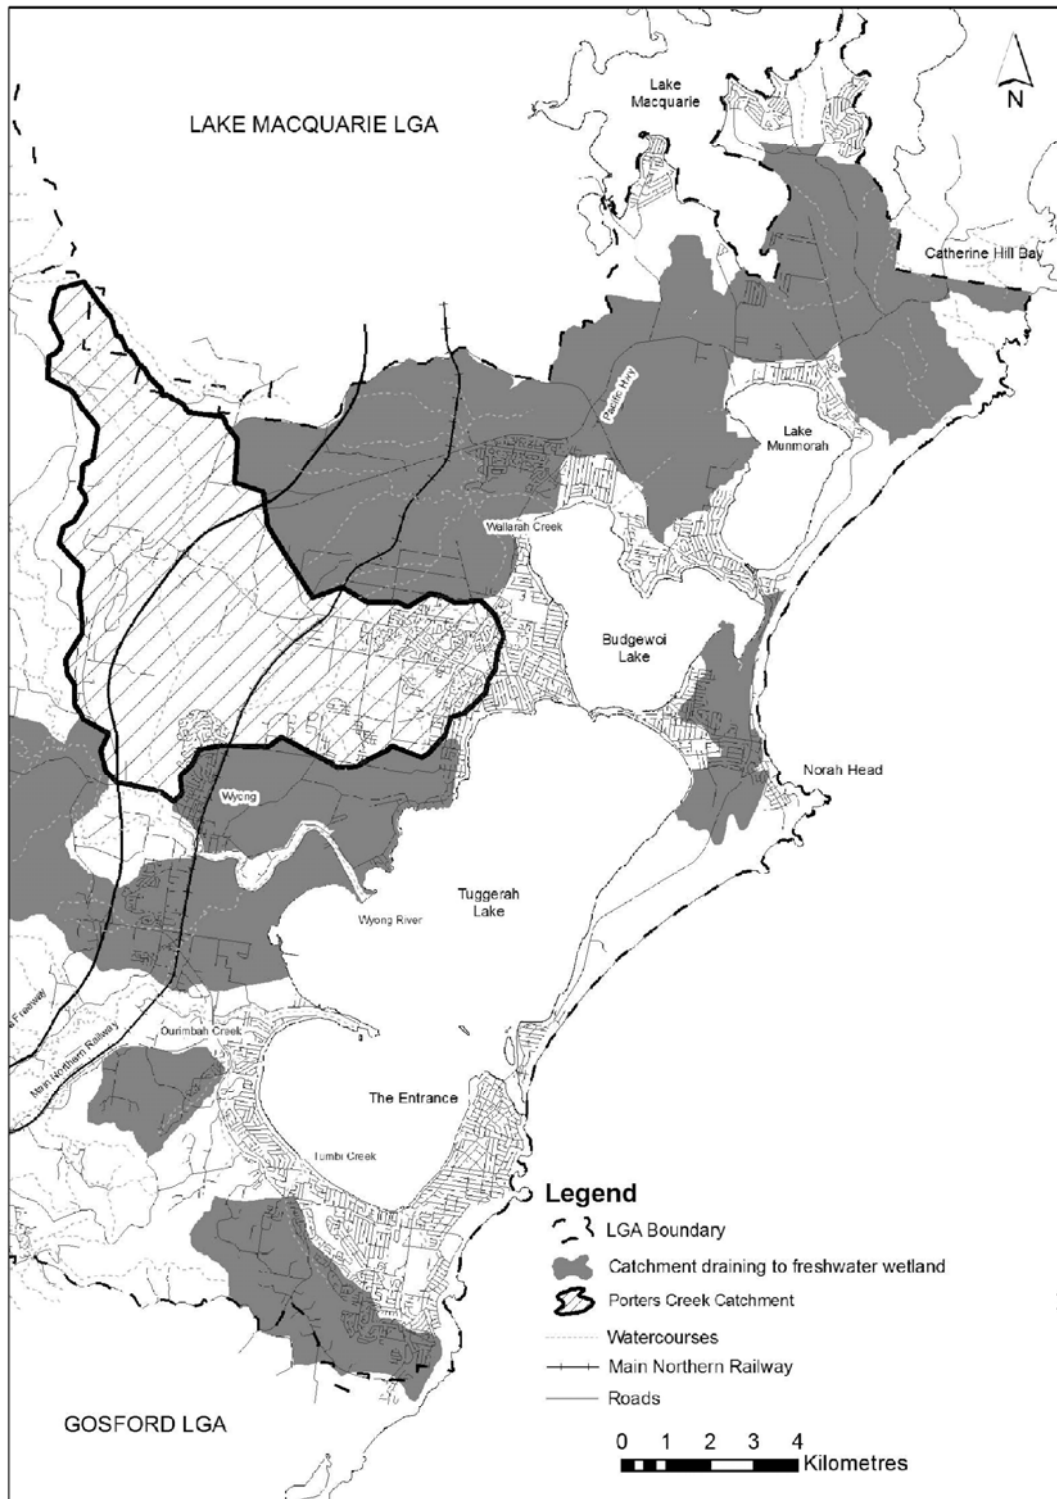 Lake
Macquarie
N
LAKE MACQUARIE LGA
Catherine Hill Bay
Pacific Hwy
Lake
Munmorah
Wallarah Creek
Budgewoi
Lake
Norah Head
Wyong
Tuggerah
Lake
Wyong River
Freeway
Main Northern Railway
Ourimbah Creek
The Entrance
Tumbi Creek
Legend
LGA Boundary
Catchment draining to freshwater wetland
Porters Creek Catchment
Watercourses
Main Northern Railway
Roads
GOSFORD LGA
0 1 2 3 4
Kilometres